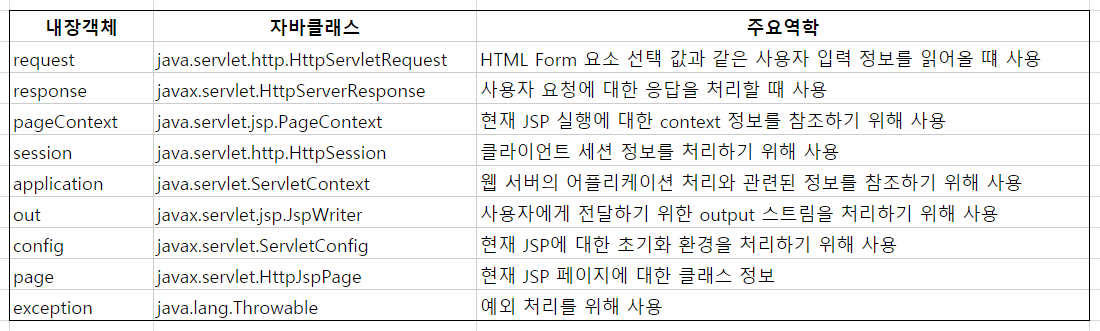 내장객체 자바클래스 주요역학
request java.servlet.http.HttpServletRequest HTML Form 요소 선택 값과 같은 사용자 입력 정보를 읽어올 떄 사용
response javax.servlet.HttpServerResponse 사용자 요청에 대한 응답을 처리할 때 사용
pageContext java.servlet.jsp.PageContext 현재 JSP 실행에 대한 context 정보를 참조하기 위해 사용
session java.servlet.http.HttpSession 클라이언트 세션 정보를 처리하기 위해 사용
application java.servlet.ServletContext 웹 서버의 어플리케이션 처리와 관련된 정보를 참조하기 위해 사용
out javax.servlet.jsp.JspWriter 사용자에게 전달하기 위한 output 스트림을 처리하기 위해 사용
config javax.servlet.ServletConfig 현재 JSP에 대한 초기화 환경을 처리하기 위해 사용
page javax.servlet.HttpJspPage 현재 JSP 페이지에 대한 클래스 정보
exception java.lang.Throwable 예외 처리를 위해 사용